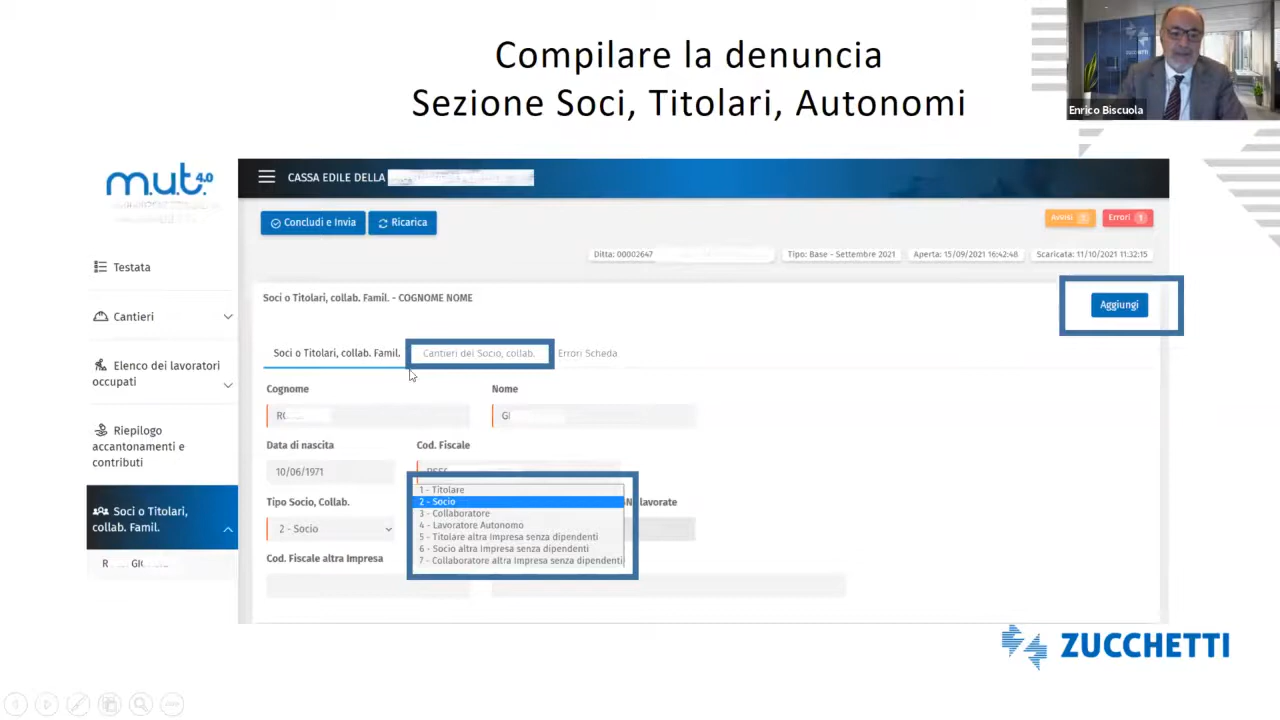 Compilare la denuncia
Sezione Soci, Titolari, Autonomi
zucchetti
Enrico Biscuola
m.u.t. 4.0
CASSA EDILE DELLA
Concludi e Invia
Ricarica
Avvisi
Errori 1
Ditta: 00002647
Tipo: Base - Settembre 2021
Aperta: 15/09/2021 16:42:48
Scaricata: 11/10/2021 11:32:15
Testata
Cantieri
Elenco dei lavoratori
occupati
Riepilogo
accantonamenti e
contributi
Soci o Titolari,
collab. Famil.
Soci o Titolari, collab. Famil. - COGNOME NOME
Aggiungi
Soci o Titolari, collab. Famil.
Cantieri del Socio, collab.
Errori Scheda
Cognome
Nome
Data di nascita
Cod. Fiscale
10/06/1971
Tipo Socio, Collab.
lavorate
2 - Socio
1 - Titolare
2 - Socio
3 - Collaboratore
4 - Lavoratore Autonomo
5 - Titolare altra Impresa senza dipendenti
6 - Socio altra Impresa senza dipendenti
7 - Collaboratore altra Impresa senza dipendenti
Cod. Fiscale altra Impresa
ZUCCHETTI